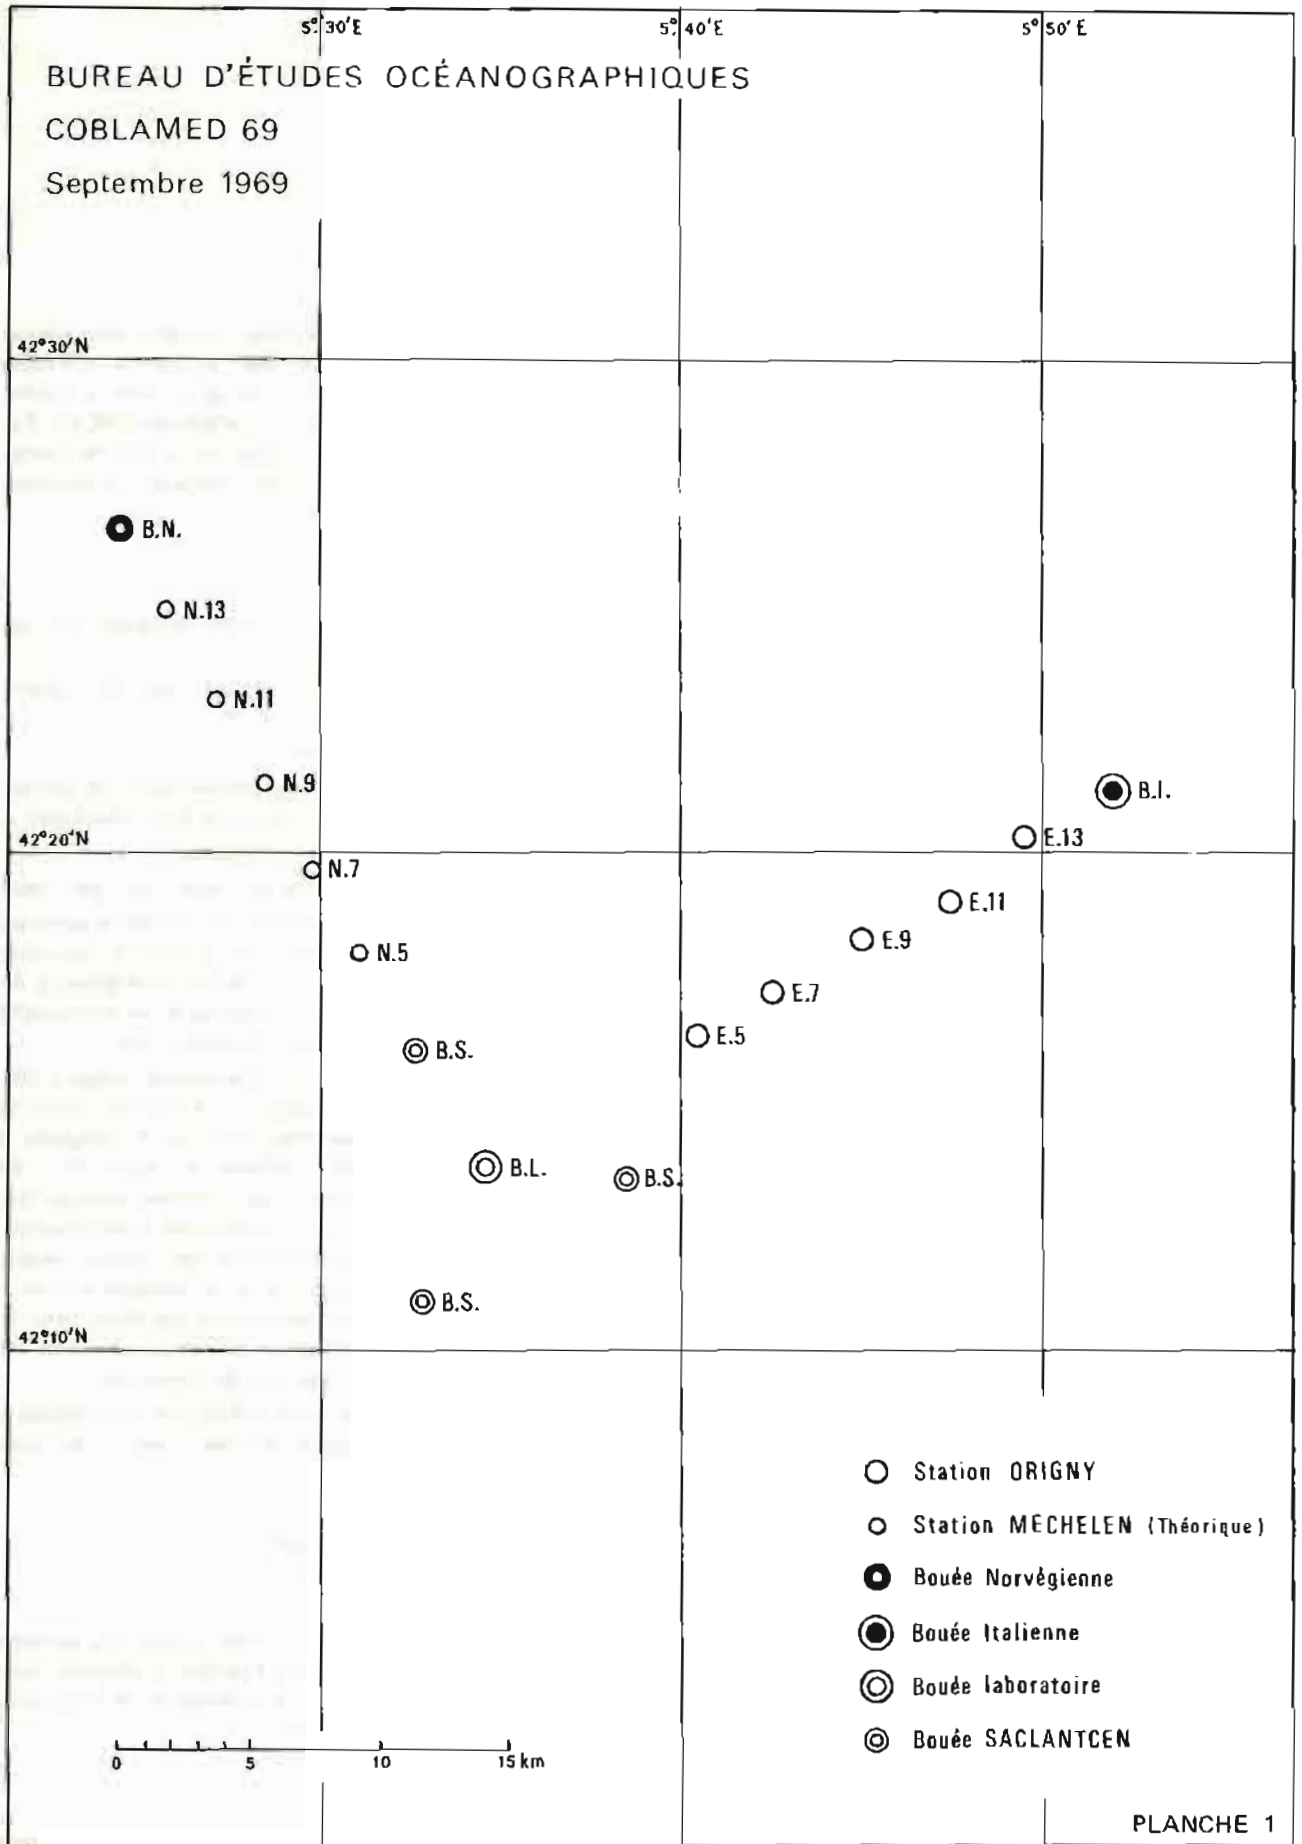 5°30'E 5°40'E 5°50'E
BUREAU D'ÉTUDES OCÉANOGRAPHIQUES
COBLAMED 69
Septembre 1969
42°30'N
B.N.
N.13
N.11
N.9
B.I.
E.13
42°20'N
N.7
E.11
E.9
N.5
E.7
E.5
B.S.
B.L.
B.S.
B.S.
42°10'N
Station ORIGNY
Station MECHELEN (Théorique)
Bouée Norvégienne
Bouée Italienne
Bouée laboratoire
Bouée SACLANTCEN
0 5 10 15 km
PLANCHE 1